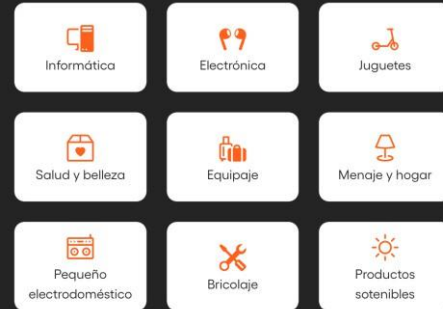 Informática
Electrónica
Juguetes
Salud y belleza
Equipaje
Menaje y hogar
Pequeño
electrodoméstico
Bricolaje
Productos
sotenibles